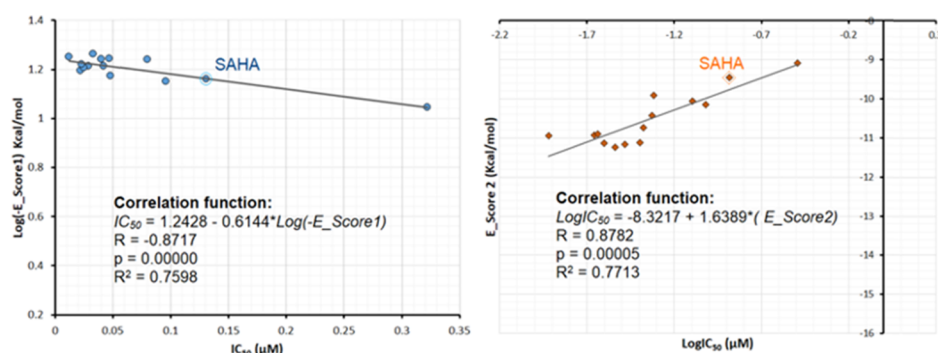 1.4
1.2
1
0.8
0.6
0.4
0.2
0
0.05
0.1
0.15
0.2
0.25
0.3
0.35
Log(-E_Score1) Kcal/mol
IC₅₀ (µM)
SAHA
Correlation function:
IC₅₀ = 1.2428 - 0.6144*Log(-E_Score1)
R = -0.8717
p = 0.00000
R² = 0.7598
-2.2
-1.7
-1.2
-0.7
-0.2
-8
-9
-10
-11
-12
-13
-14
-15
-16
E_Score 2 (Kcal/mol)
LogIC₅₀ (µM)
SAHA
Correlation function:
LogIC₅₀ = -8.3217 + 1.6389*( E_Score2)
R = 0.8782
p = 0.00005
R² = 0.7713